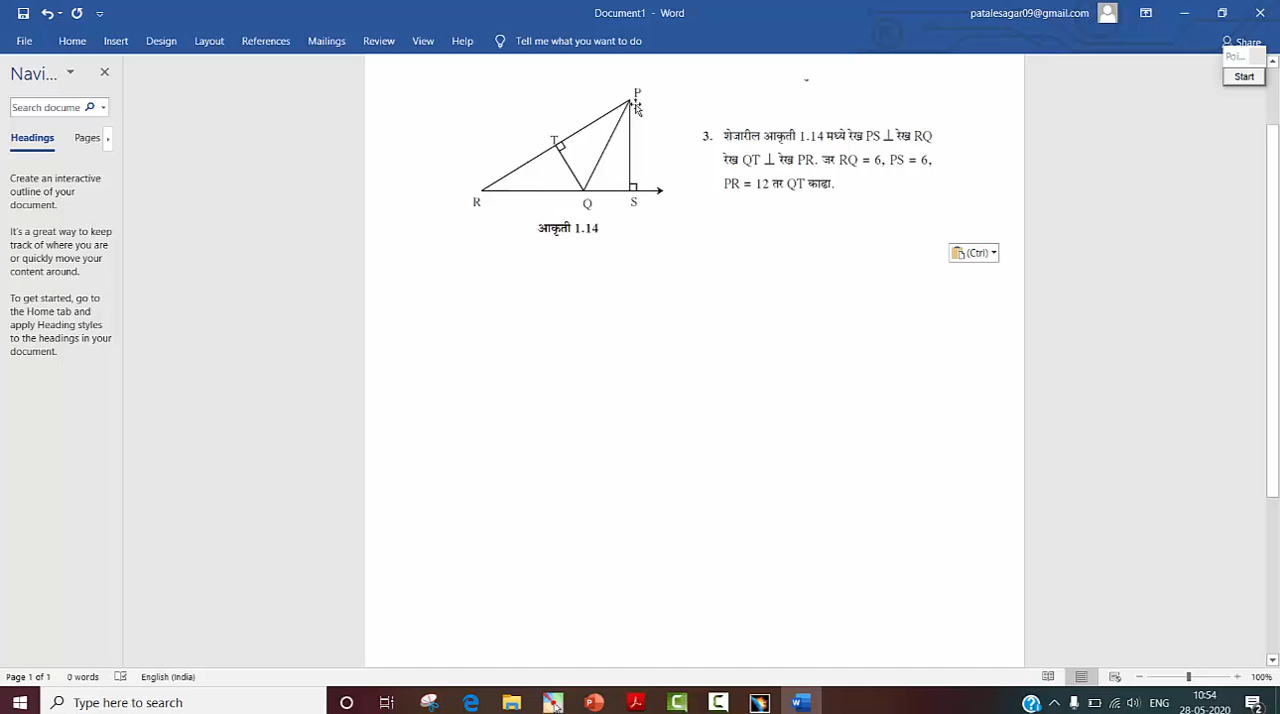 Document1 - Word
patalesagar09@gmail.com
File Home Insert Design Layout References Mailings Review View Help Tell me what you want to do
Share
Poi...
Start
Navi...
Search docume
Headings
Pages
Create an interactive
outline of your
document.
It's a great way to keep
track of where you are
or quickly move your
content around.
To get started, go to
the Home tab and
apply Heading styles
to the headings in your
document.
P
T
R
Q
S
आकृती 1.14
3. शेजारील आकृती 1.14 मध्ये रेख PS ⊥ रेख RQ
रेख QT ⊥ रेख PR. जर RQ = 6, PS = 6,
PR = 12 तर QT काढा.
(Ctrl)
Page 1 of 1 0 words English (India)
100%
Type here to search
ENG
10:54
28-05-2020
2